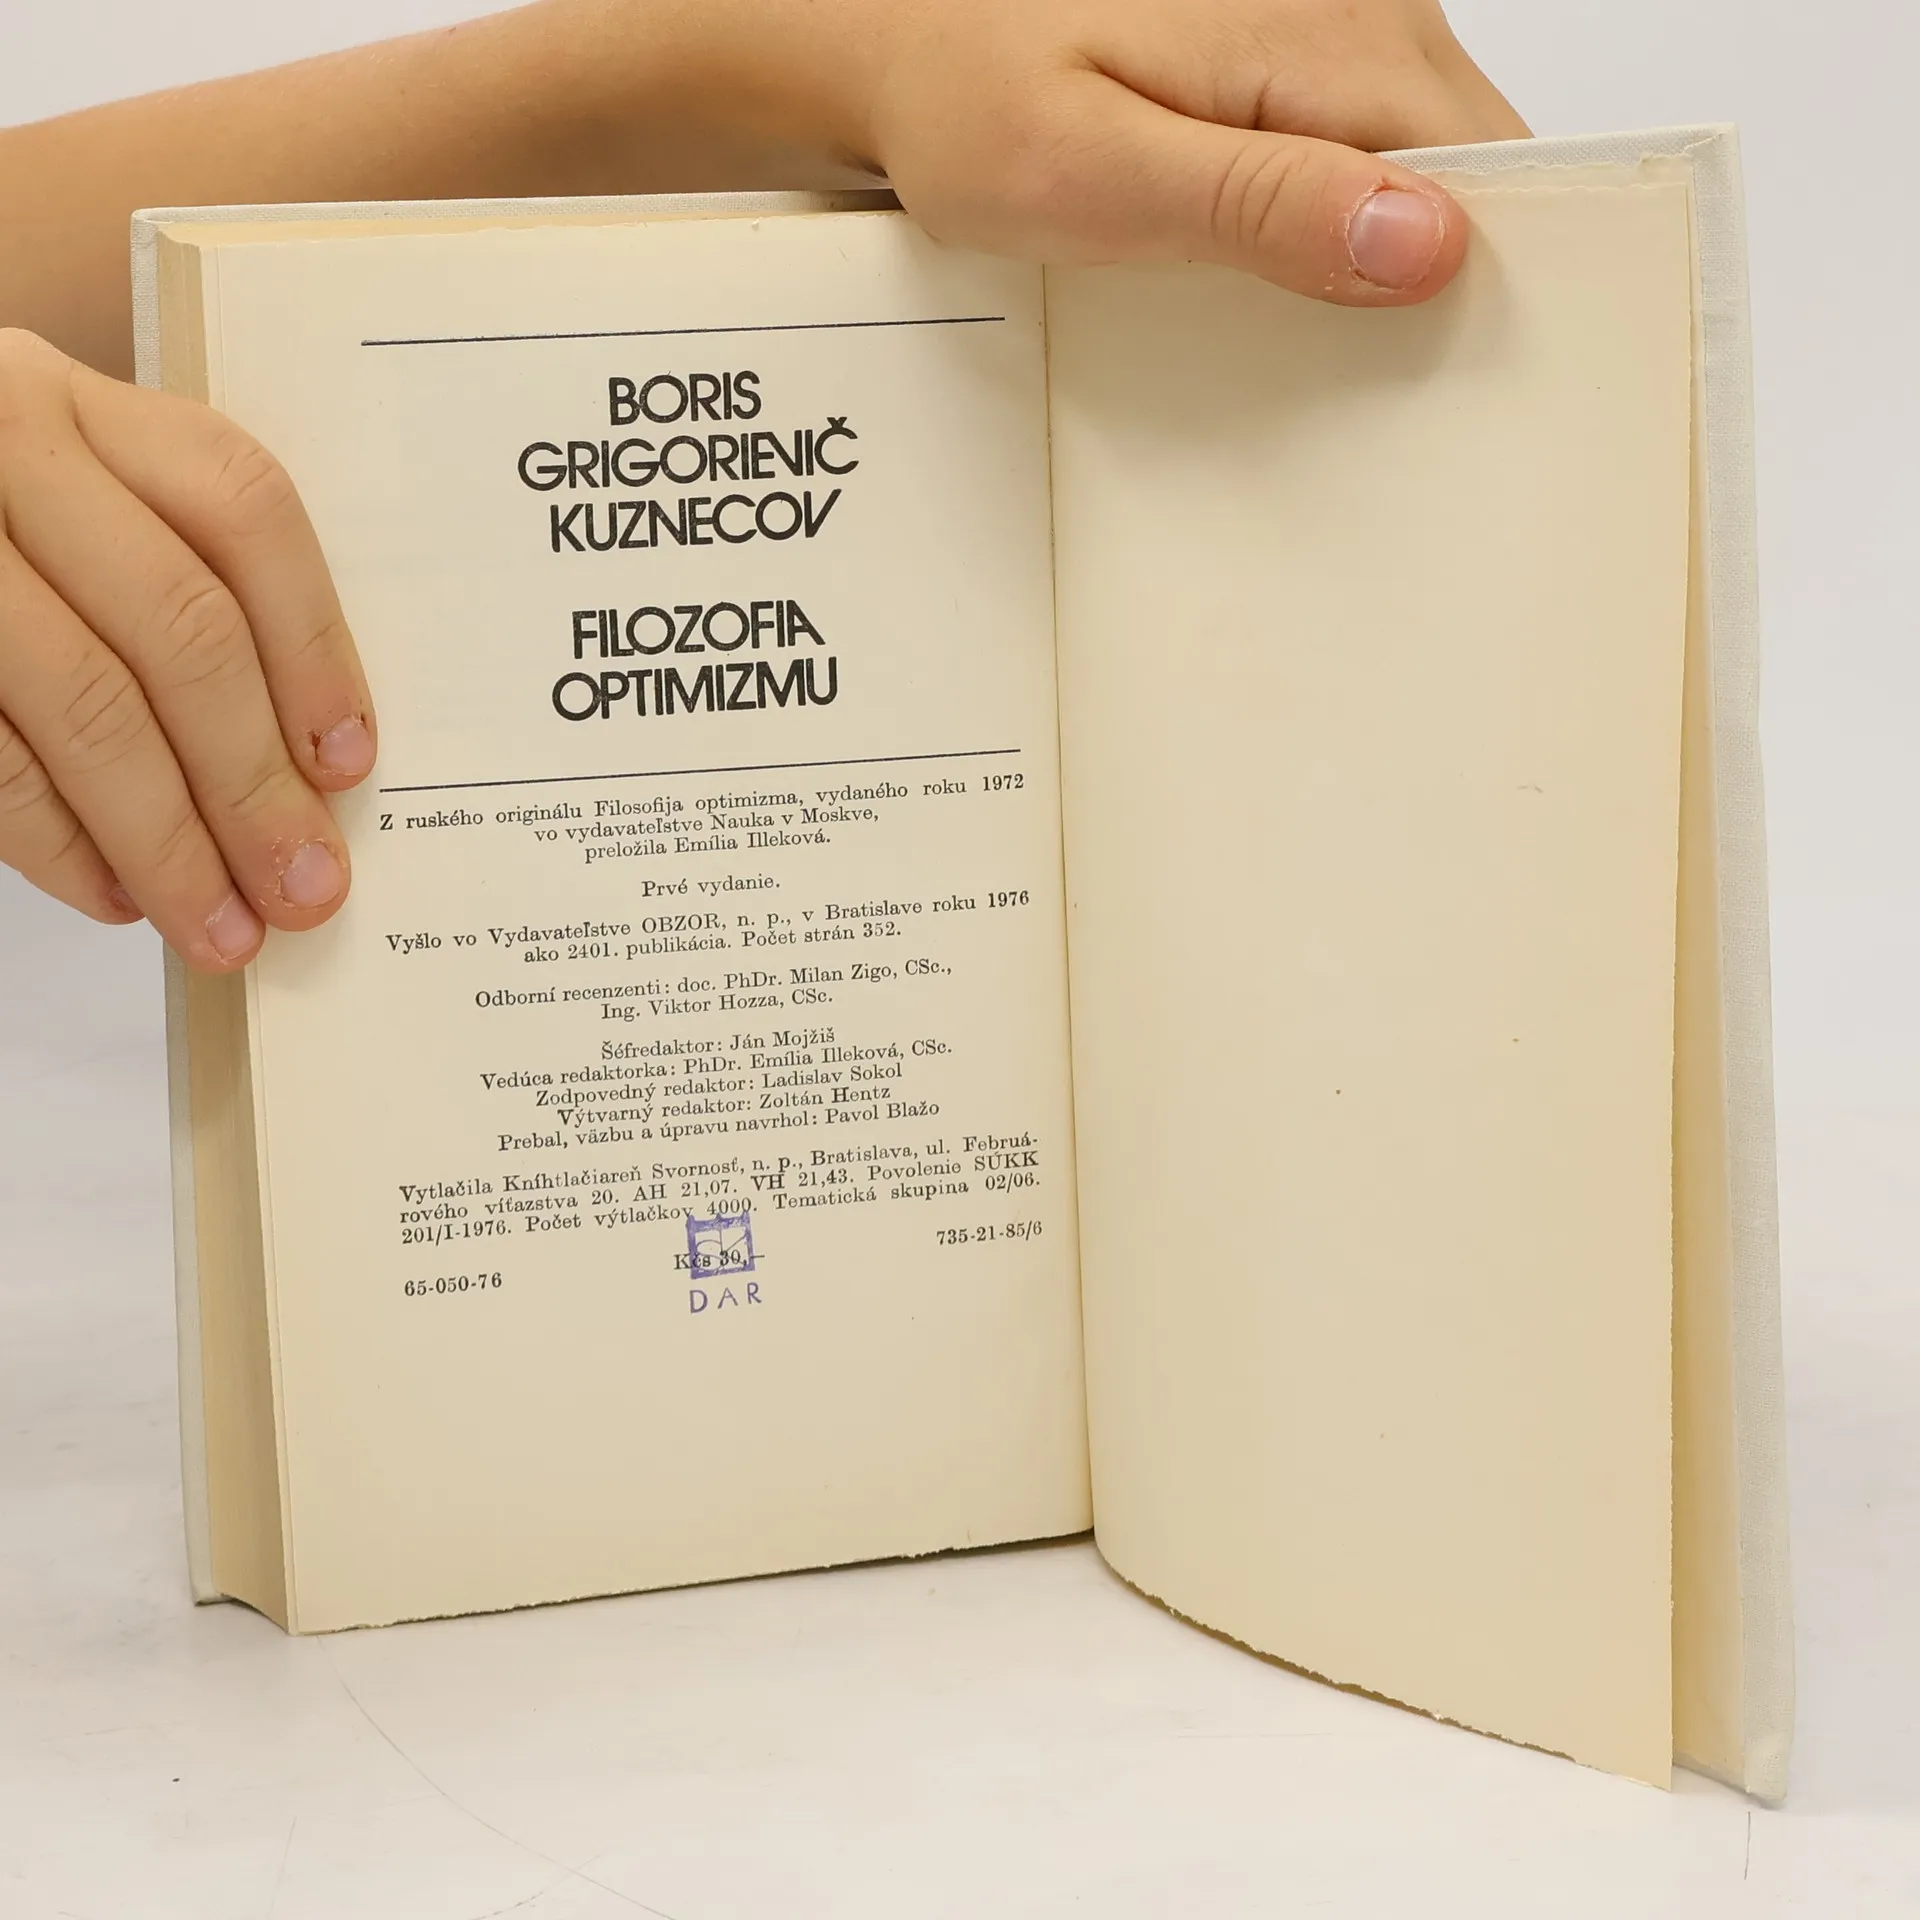 BORIS
GRIGORIEVIČ
KUZNECOV
FILOZOFIA
OPTIMIZMU
Z ruského originálu Filosofija optimizma, vydaného roku 1972
vo vydavateľstve Nauka v Moskve,
preložila Emília Illeková.
Prvé vydanie.
Vyšlo vo Vydavateľstve OBZOR, n. p., v Bratislave roku 1976
ako 2401. publikácia. Počet strán 352.
Odborní recenzenti: doc. PhDr. Milan Zigo, CSc.,
Ing. Viktor Hozza, CSc.
Šéfredaktor: Ján Mojžiš
Vedúca redaktorka: PhDr. Emília Illeková, CSc.
Zodpovedný redaktor: Ladislav Sokol
Výtvarný redaktor: Zoltán Hentz
Prebal, väzbu a úpravu navrhol: Pavol Blažo
Vytlačila Kníhtlačiareň Svornosť, n. p., Bratislava, ul. Februá-
rového víťazstva 20. AH 21,07. VH 21,43. Povolenie SÚKK
201/I-1976. Počet výtlačkov 4000. Tematická skupina 02/06.
735-21-85/6
Kčs 30,—
65-050-76
DAR